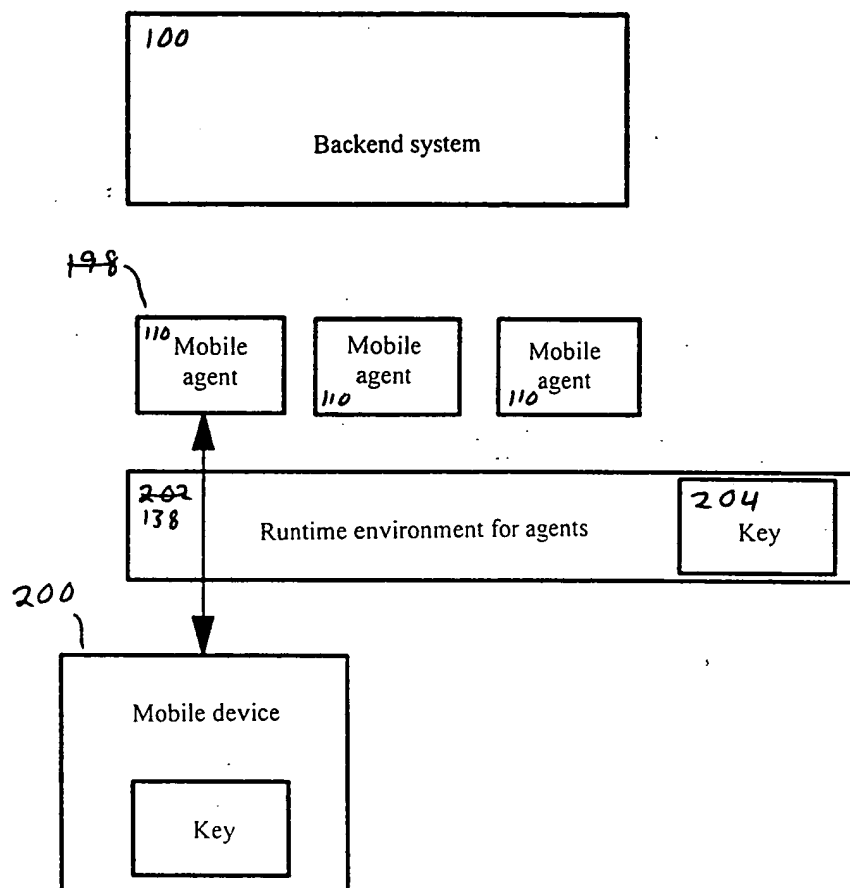 100
Backend system
198
110
Mobile
agent
Mobile
agent
110
Mobile
agent
110
202
138
Runtime environment for agents
204
Key
200
Mobile device
Key